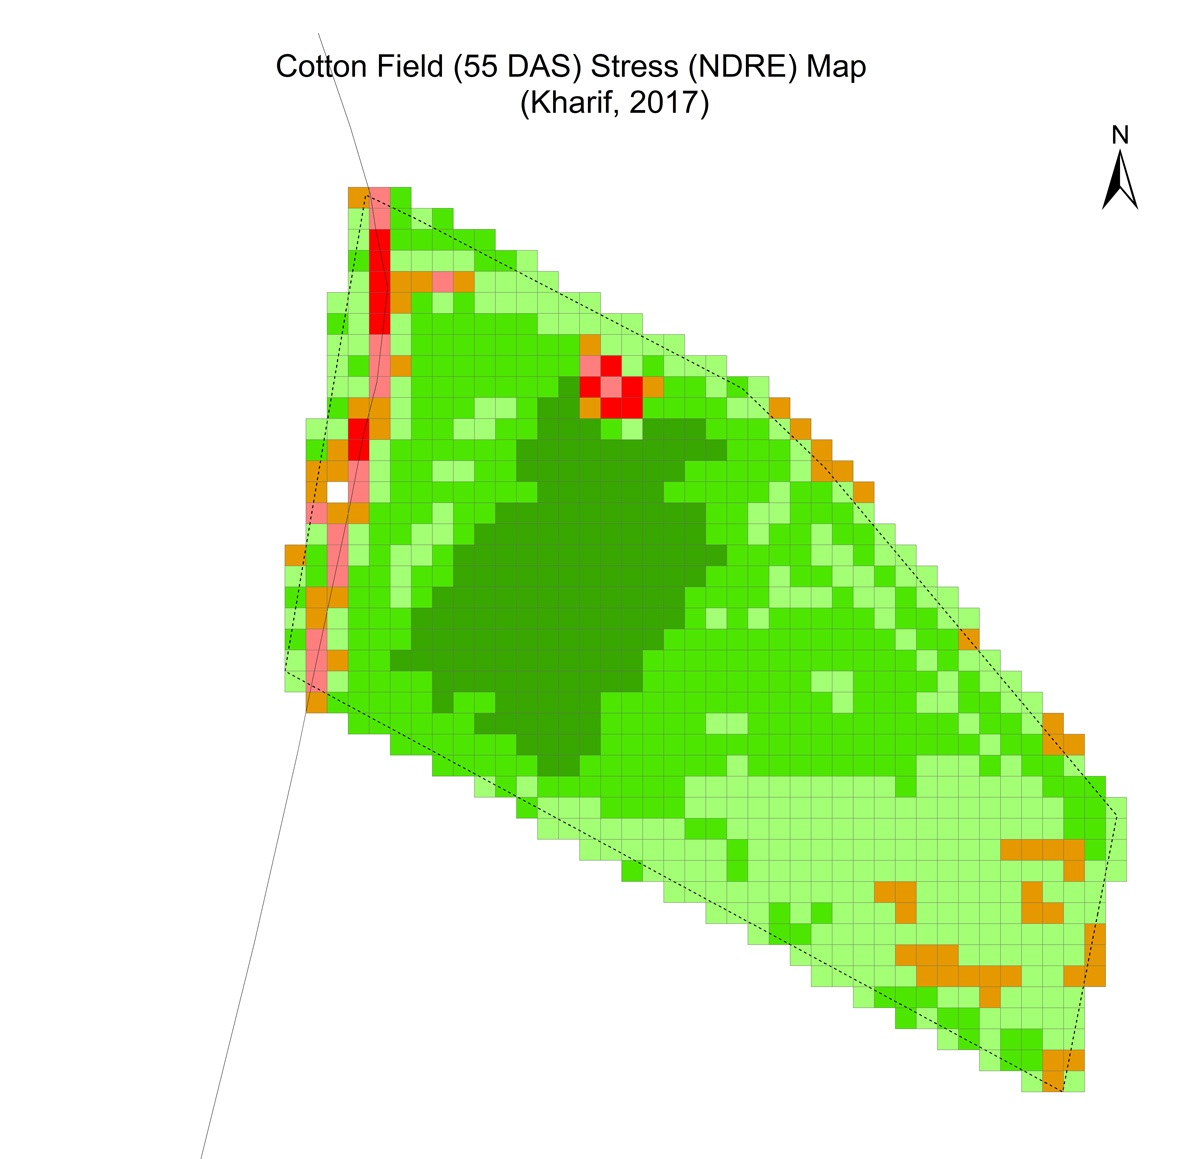 Cotton Field (55 DAS) Stress (NDRE) Map
(Kharif, 2017)
N